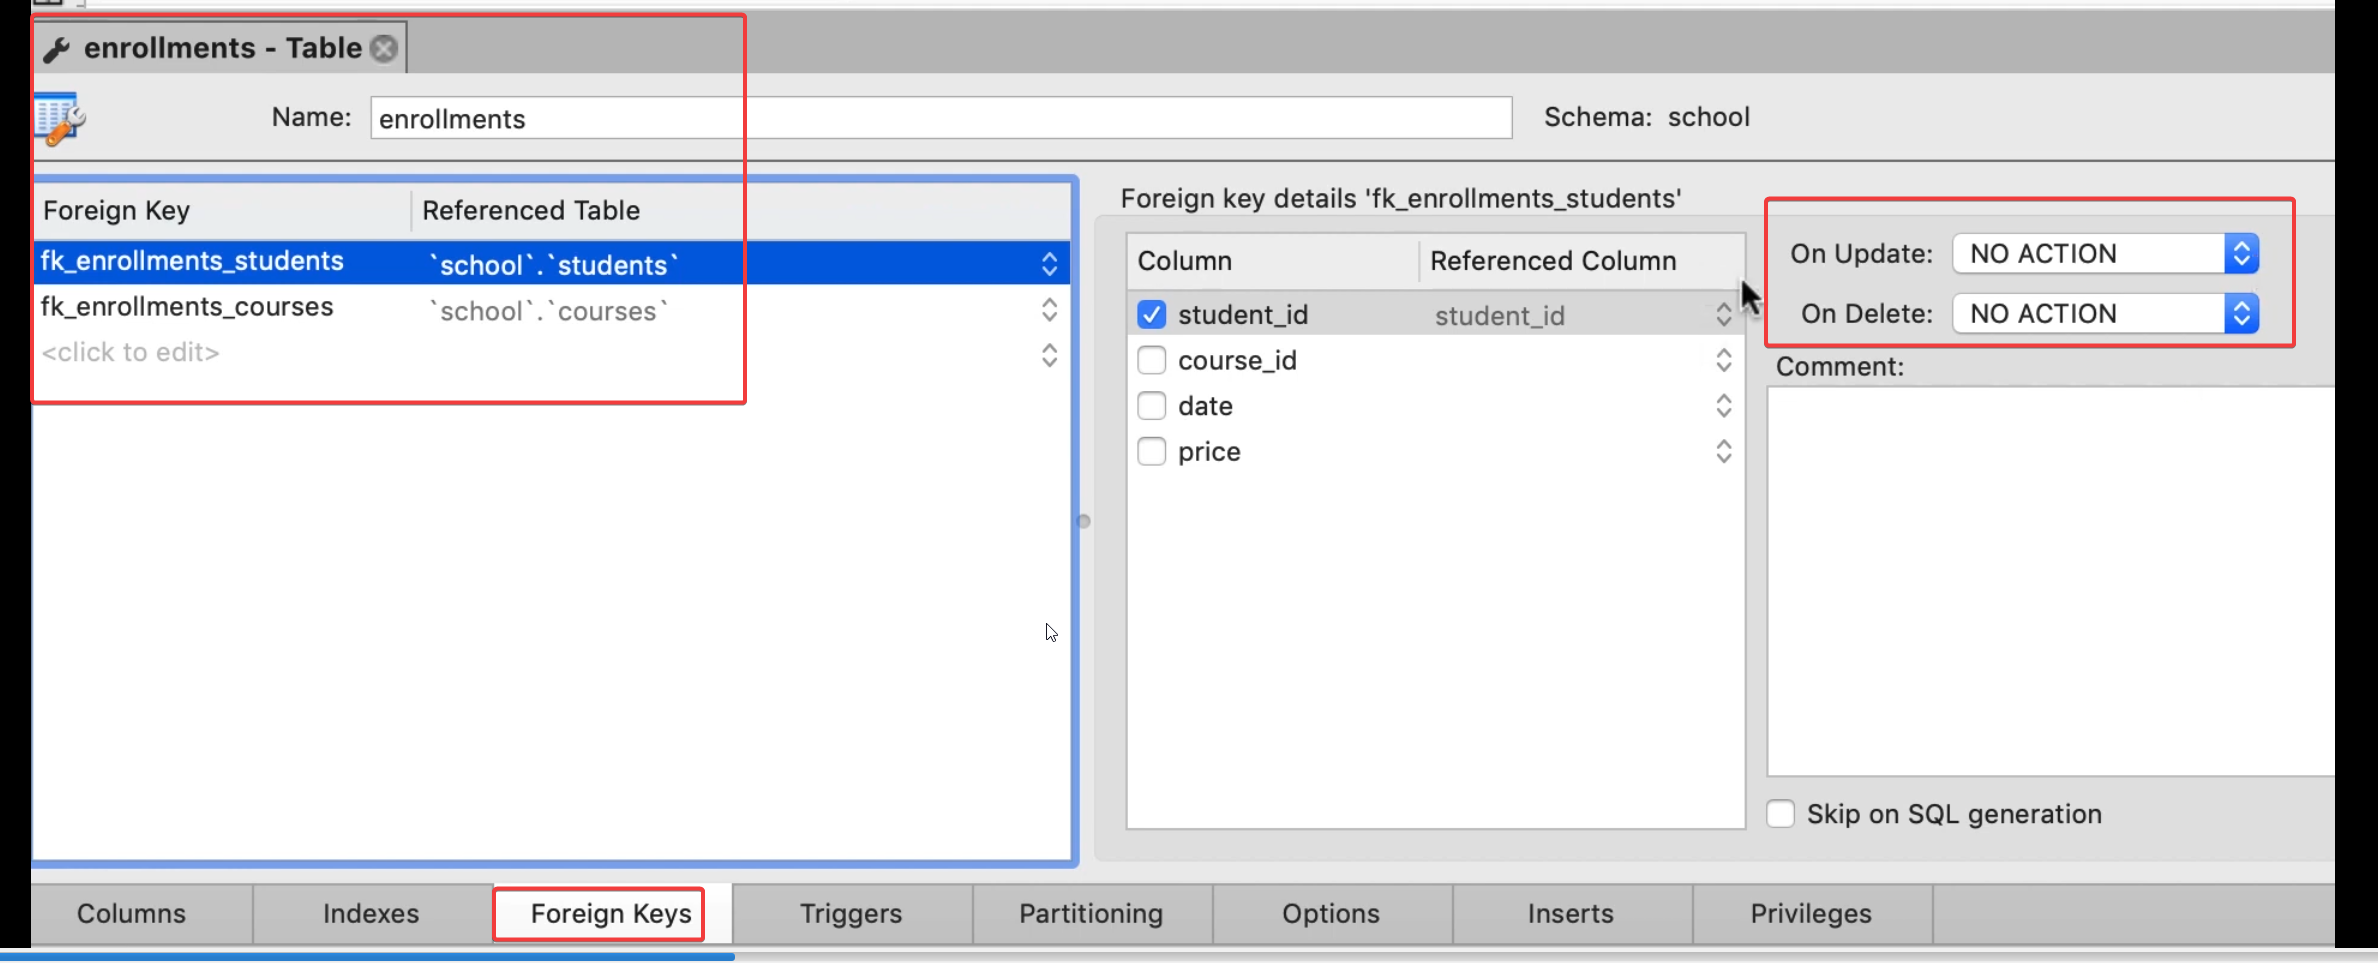 enrollments - Table
Name: enrollments Schema: school
Foreign Key Referenced Table
fk_enrollments_students `school`.`students`
fk_enrollments_courses `school`.`courses`
<click to edit>
Foreign key details 'fk_enrollments_students'
Column Referenced Column
student_id student_id
course_id
date
price
On Update: NO ACTION
On Delete: NO ACTION
Comment:
Skip on SQL generation
Columns Indexes Foreign Keys Triggers Partitioning Options Inserts Privileges